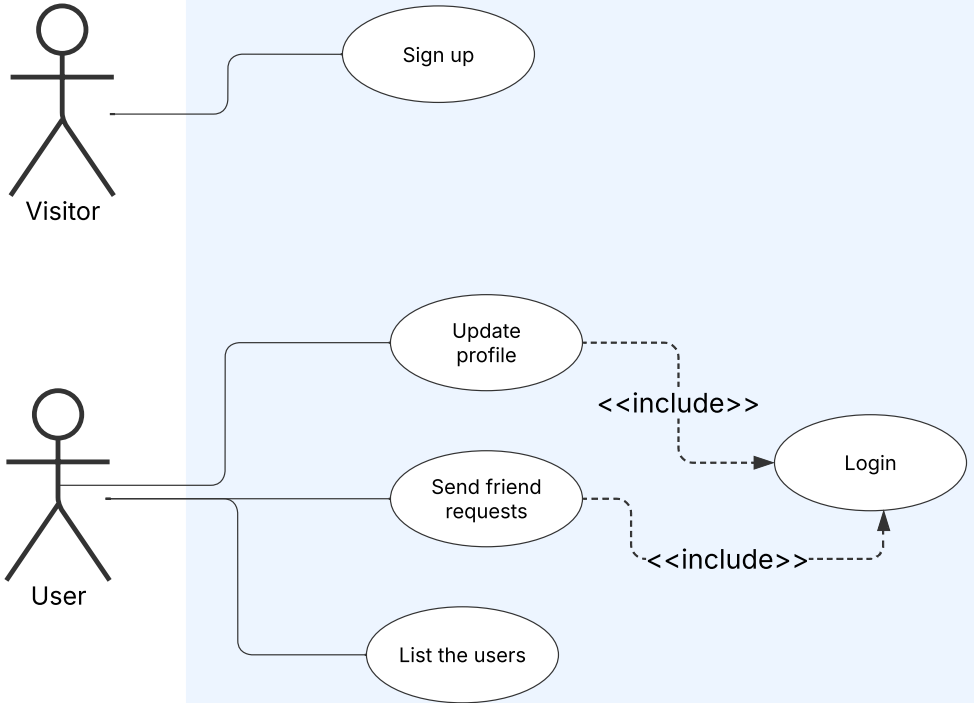 Sign up
Visitor
Update
profile
<<include>>
Login
Send friend
requests
<<include>>
User
List the users